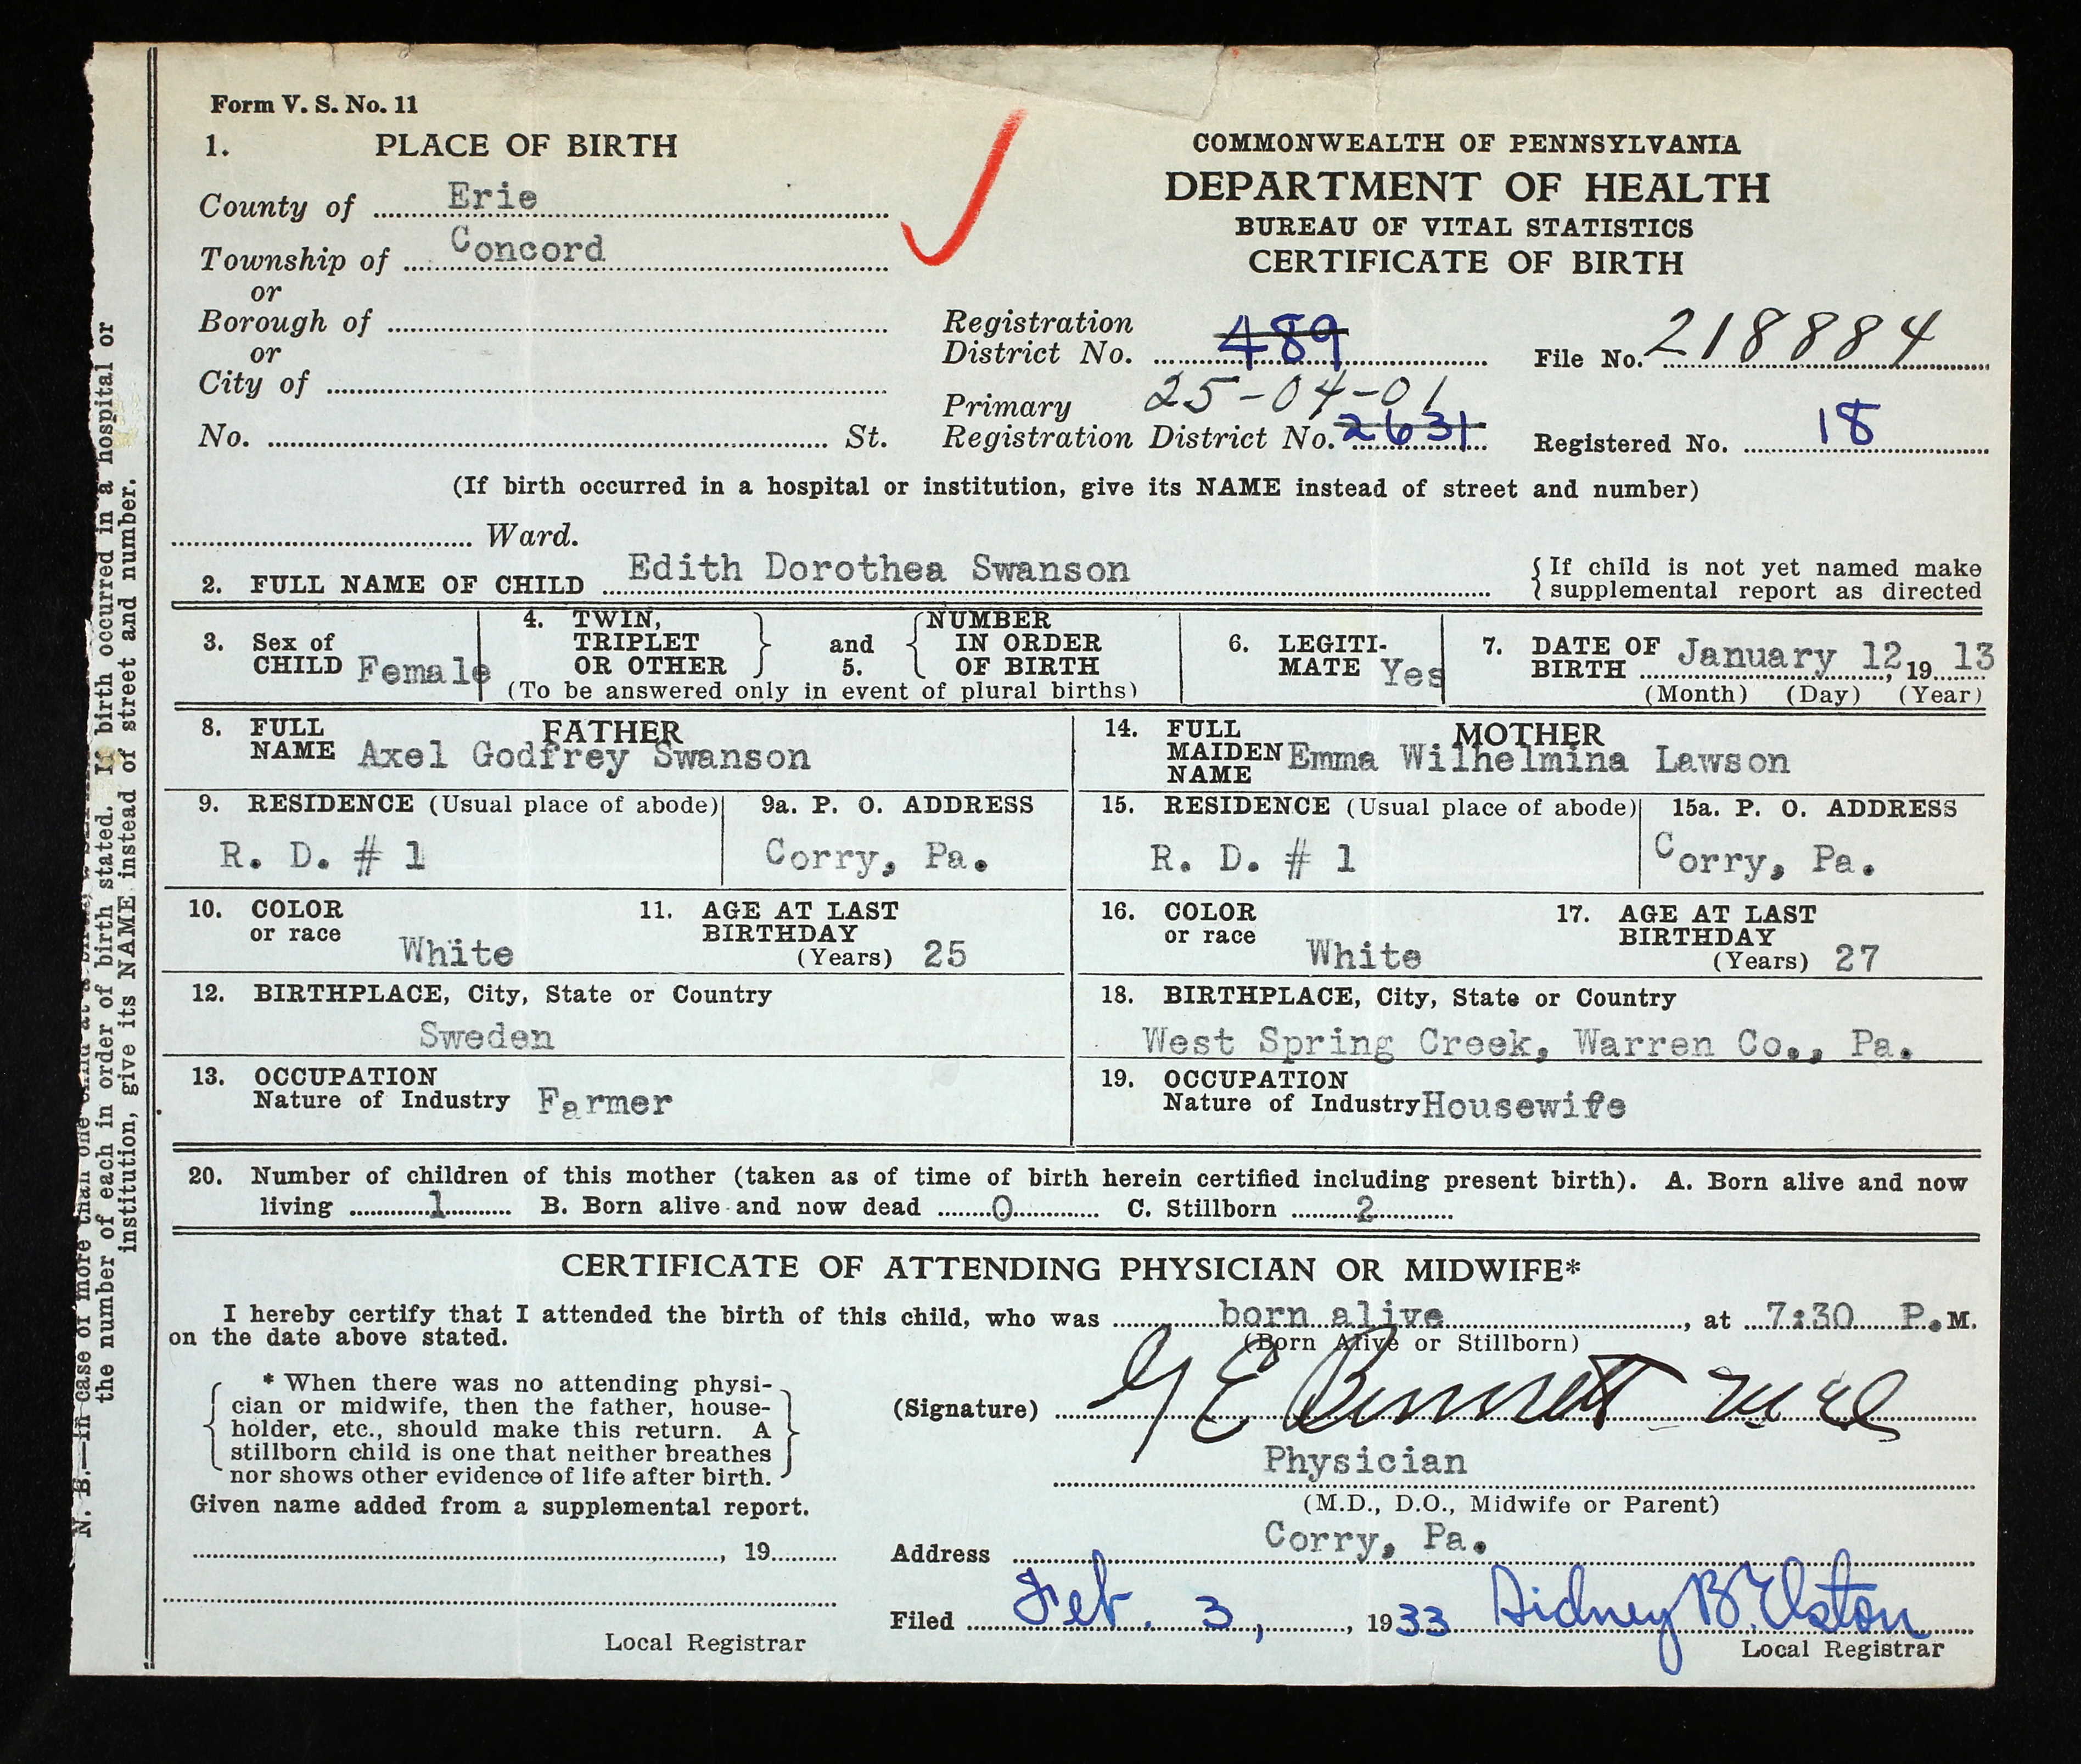 Form V. S. No. 11
1. PLACE OF BIRTH
County of Erie
Township of Concord
or
Borough of
or
City of
No. St.
COMMONWEALTH OF PENNSYLVANIA
DEPARTMENT OF HEALTH
BUREAU OF VITAL STATISTICS
CERTIFICATE OF BIRTH
Registration
District No. 489
File No. 218884
25-04-01
Primary
Registration District No. 2631
Registered No. 18
(If birth occurred in a hospital or institution, give its NAME instead of street and number)
Ward.
2. FULL NAME OF CHILD Edith Dorothea Swanson
{If child is not yet named make
supplemental report as directed
3. Sex of
CHILD Female
4. TWIN,
TRIPLET
OR OTHER
and
5.
NUMBER
IN ORDER
OF BIRTH
(To be answered only in event of plural births)
6. LEGITI-
MATE Yes
7. DATE OF
BIRTH January 12, 19 13
(Month) (Day) (Year)
FATHER
8. FULL
NAME Axel Godfrey Swanson
MOTHER
14. FULL
MAIDEN
NAME Emma Wilhelmina Lawson
9. RESIDENCE (Usual place of abode) 9a. P. O. ADDRESS
R. D. # 1 Corry, Pa.
15. RESIDENCE (Usual place of abode) 15a. P. O. ADDRESS
R. D. # 1 Corry, Pa.
10. COLOR
or race White
11. AGE AT LAST
BIRTHDAY
(Years) 25
16. COLOR
or race White
17. AGE AT LAST
BIRTHDAY
(Years) 27
12. BIRTHPLACE, City, State or Country
Sweden
18. BIRTHPLACE, City, State or Country
West Spring Creek, Warren Co., Pa.
13. OCCUPATION
Nature of Industry Farmer
19. OCCUPATION
Nature of Industry Housewife
20. Number of children of this mother (taken as of time of birth herein certified including present birth). A. Born alive and now
living 1 B. Born alive and now dead 0 C. Stillborn 2
CERTIFICATE OF ATTENDING PHYSICIAN OR MIDWIFE*
I hereby certify that I attended the birth of this child, who was born alive, at 7:30 P.M.
on the date above stated. (Born Alive or Stillborn)
* When there was no attending physi-
cian or midwife, then the father, house-
holder, etc., should make this return. A
stillborn child is one that neither breathes
nor shows other evidence of life after birth.
(Signature) G E Bennett M D
Physician
(M.D., D.O., Midwife or Parent)
Given name added from a supplemental report.
, 19
Local Registrar
Address Corry, Pa.
Filed Feb. 3, , 1933 Sidney B. Elston
Local Registrar
N. B.—In case of more than one child at a birth,
the number of each in order of birth stated. If birth occurred in a hospital or
institution, give its NAME instead of street and number.